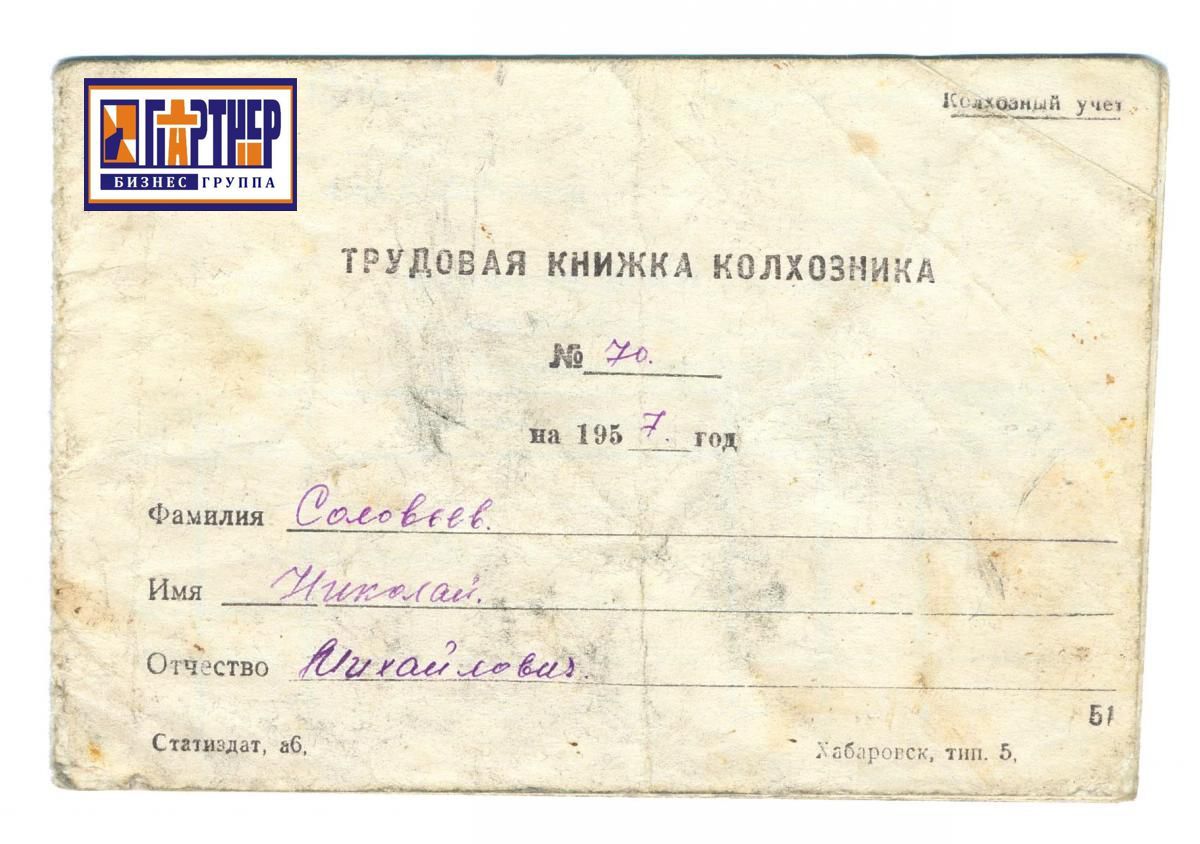 ПАРТНЕР
БИЗНЕС ГРУППА
Колхозный учет
ТРУДОВАЯ КНИЖКА КОЛХОЗНИКА
№ 70.
на 1957. год
Фамилия Соловьев.
Имя Николай.
Отчество Михайлович.
51
Статиздат, аб,
Хабаровск, тип. 5,